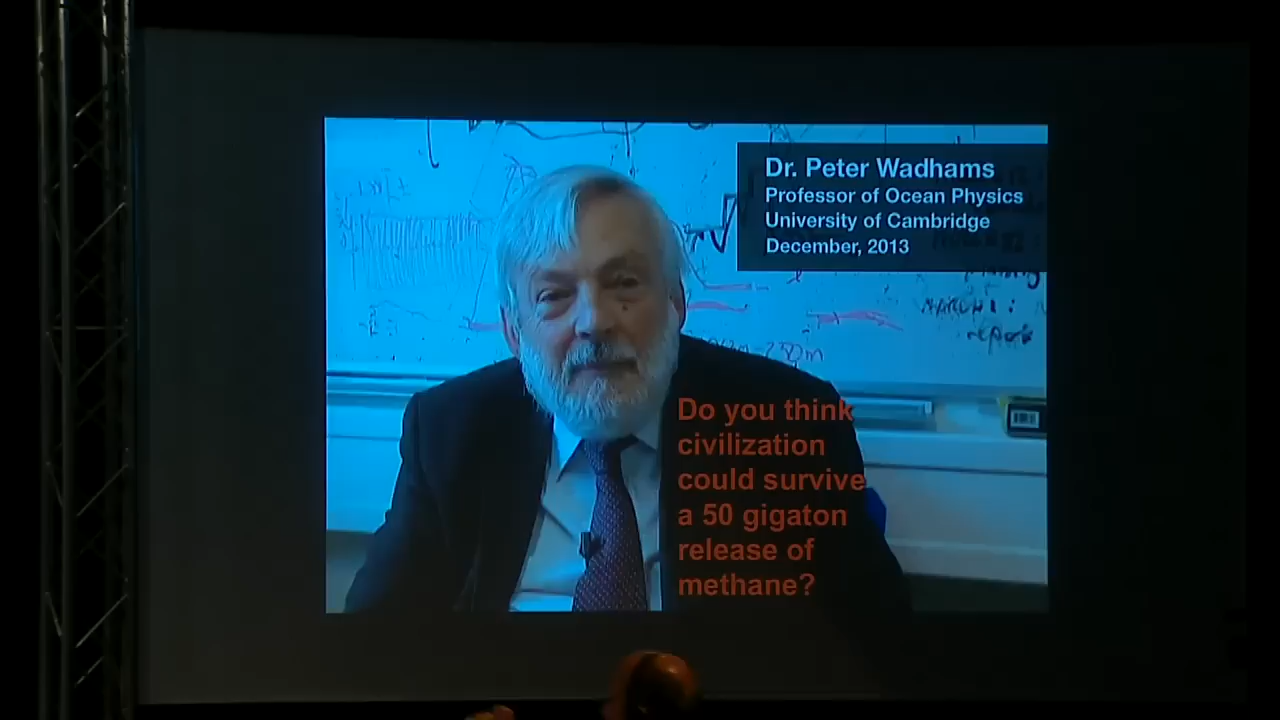 Dr. Peter Wadhams
Professor of Ocean Physics
University of Cambridge
December, 2013
report
Do you think
civilization
could survive
a 50 gigaton
release of
methane?